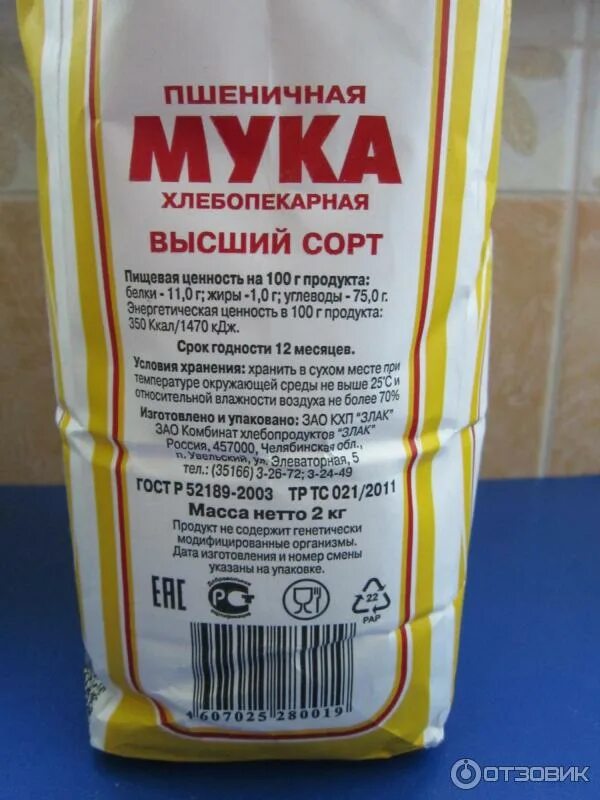 ПШЕНИЧНАЯ
МУКА
ХЛЕБОПЕКАРНАЯ
ВЫСШИЙ СОРТ
Пищевая ценность на 100 г продукта:
белки - 11,0 г; жиры -1,0 г; углеводы - 75,0 г.
Энергетическая ценность в 100 г продукта:
350 Ккал/1470 кДж.
Срок годности 12 месяцев.
Условия хранения: хранить в сухом месте при
температуре окружающей среды не выше 25°С и
относительной влажности воздуха не более 70%
Изготовлено и упаковано: ЗАО КХП "ЗЛАК"
ЗАО Комбинат хлебопродуктов "ЗЛАК"
Россия, 457000, Челябинская обл.,
п. Увельский, ул. Элеваторная, 5
тел.: (35166) 3-26-72; 3-24-49
ГОСТ Р 52189-2003 ТР ТС 021/2011
Масса нетто 2 кг
Продукт не содержит генетически
модифицированные организмы.
Дата изготовления и номер смены
указаны на упаковке.
ЕАС
Добровольная
РСТ
сертификация
22
PAP
4607025280019
ОТЗОВИК